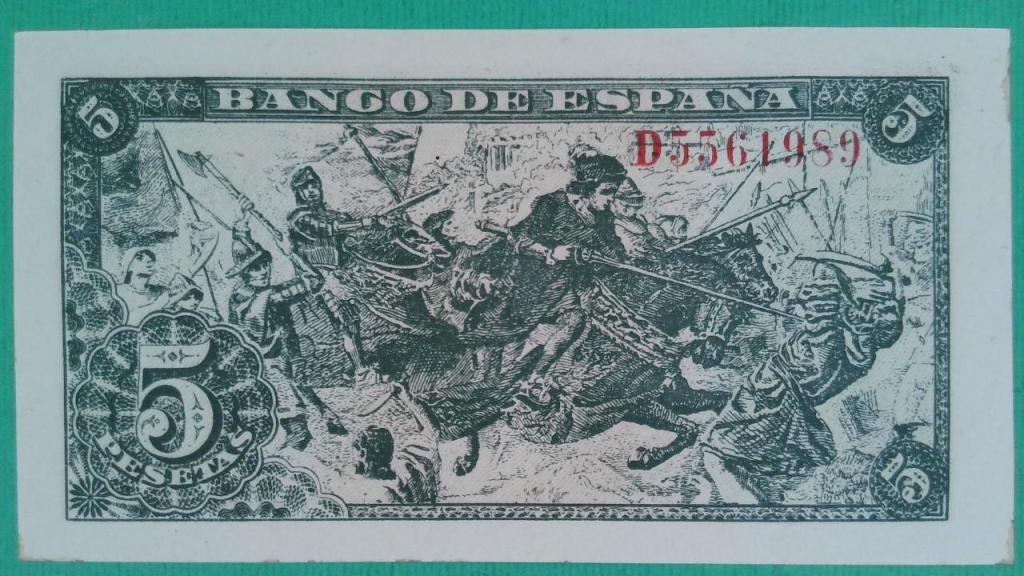 5 BANCO DE ESPAÑA 5
D5561989
5
PESETAS
5